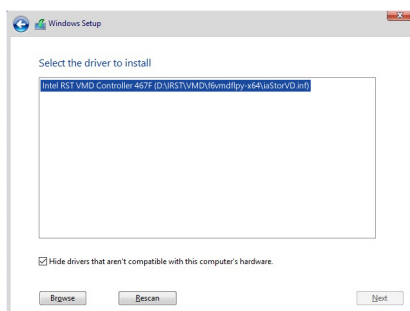 Windows Setup
Select the driver to install
Intel RST VMD Controller 467F (D:\IRST\VMD\f6vmdflpy-x64\iaStorVD.inf)
Hide drivers that aren't compatible with this computer's hardware.
Browse Rescan Next